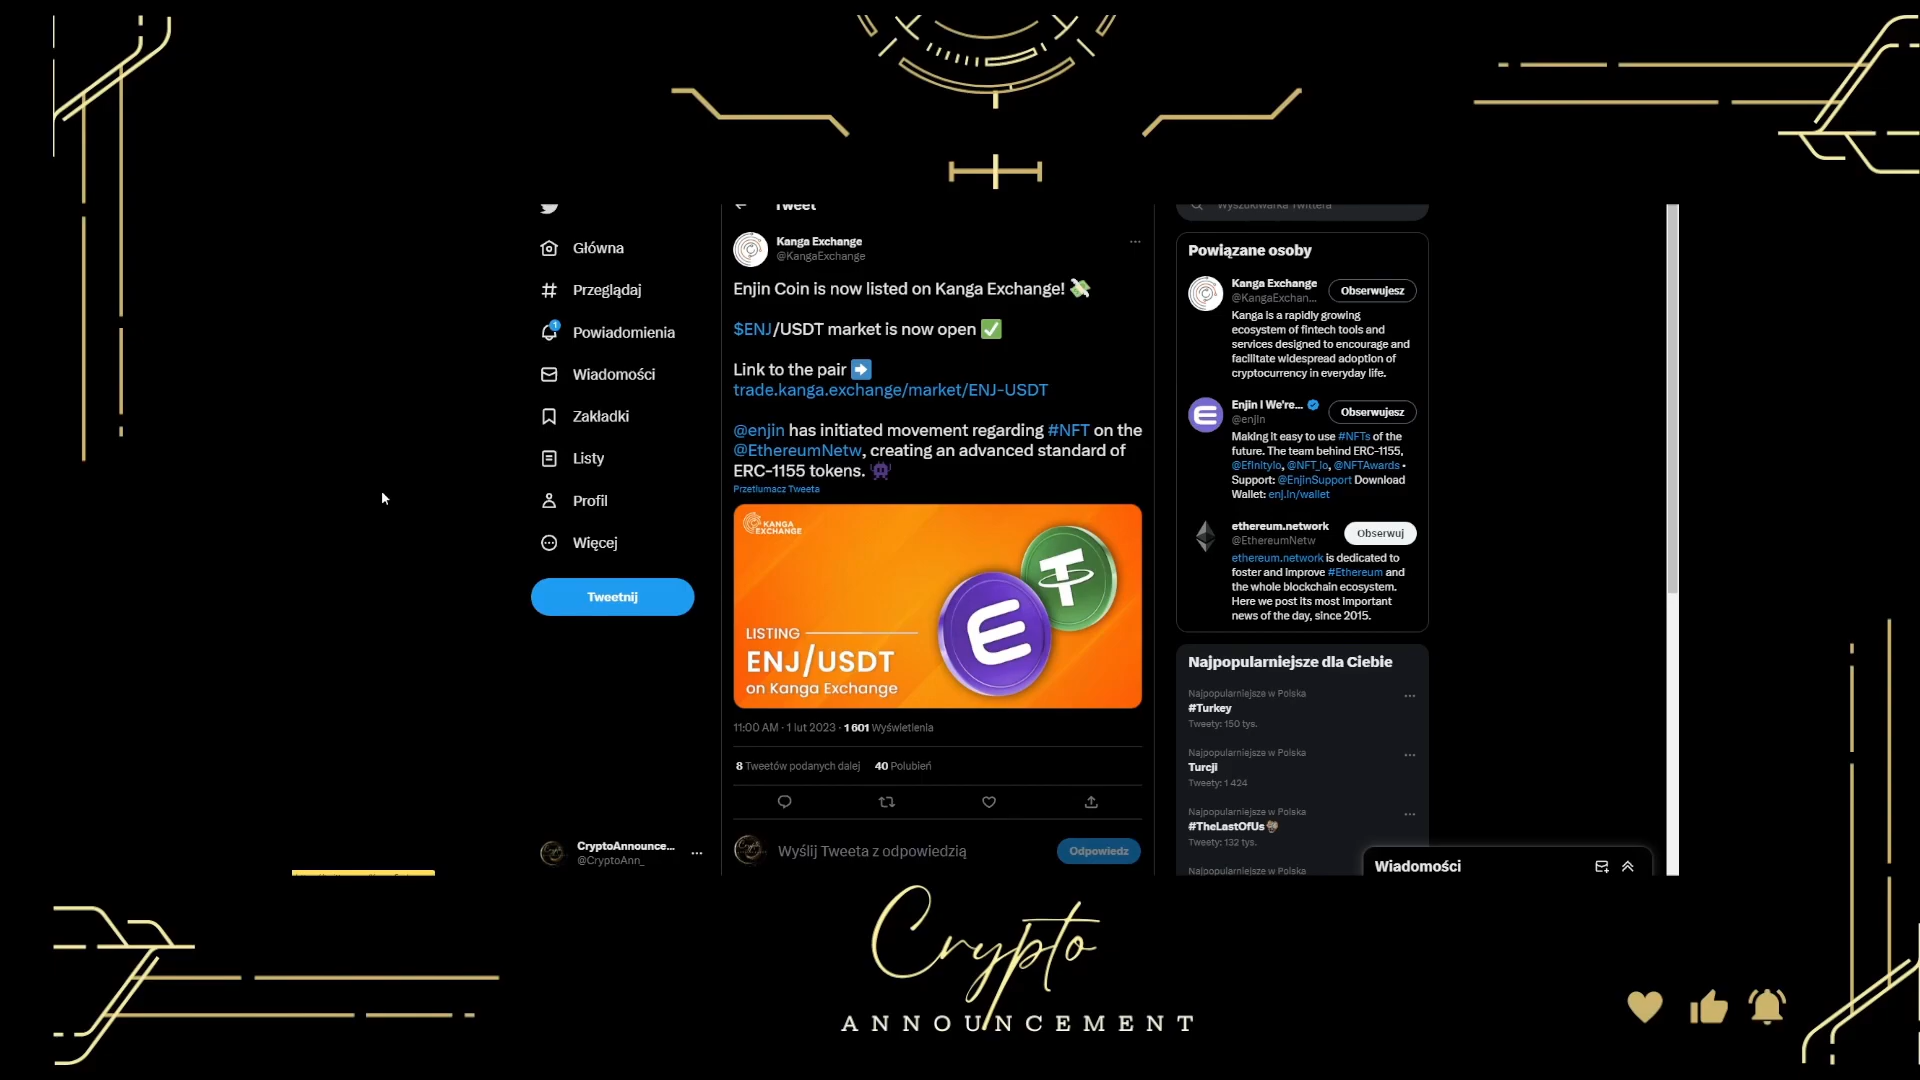 Tweet
Wyszukiwarka Twittera
Główna
Przeglądaj
1
Powiadomienia
Wiadomości
Zakładki
Listy
Profil
Więcej
Tweetnij
CryptoAnnounce...
@CryptoAnn_
Kanga Exchange
@KangaExchange
Enjin Coin is now listed on Kanga Exchange! 💸
$ENJ/USDT market is now open ✅
Link to the pair ➡️
trade.kanga.exchange/market/ENJ-USDT
@enjin has initiated movement regarding #NFT on the
@EthereumNetw, creating an advanced standard of
ERC-1155 tokens. 👾
Przetłumacz Tweeta
KANGA
EXCHANGE
LISTING
ENJ/USDT
on Kanga Exchange
11:00 AM · 1 lut 2023 · 1 601 Wyświetlenia
8 Tweetów podanych dalej 40 Polubień
Wyślij Tweeta z odpowiedzią
Odpowiedz
Powiązane osoby
Kanga Exchange
@KangaExchan...
Obserwujesz
Kanga is a rapidly growing
ecosystem of fintech tools and
services designed to encourage and
facilitate widespread adoption of
cryptocurrency in everyday life.
Enjin | We're...
@enjin
Obserwujesz
Making it easy to use #NFTs of the
future. The team behind ERC-1155,
@EfinityIo, @NFT_io, @NFTAwards •
Support: @EnjinSupport Download
Wallet: enj.in/wallet
ethereum.network
@EthereumNetw
Obserwuj
ethereum.network is dedicated to
foster and improve #Ethereum and
the whole blockchain ecosystem.
Here we post its most important
news of the day, since 2015.
Najpopularniejsze dla Ciebie
Najpopularniejsze w Polska
#Turkey
Tweety: 150 tys.
Najpopularniejsze w Polska
Turcji
Tweety: 1 424
Najpopularniejsze w Polska
#TheLastOfUs
Tweety: 132 tys.
Najpopularniejsze w Polska
Wiadomości
Crypto
ANNOUNCEMENT